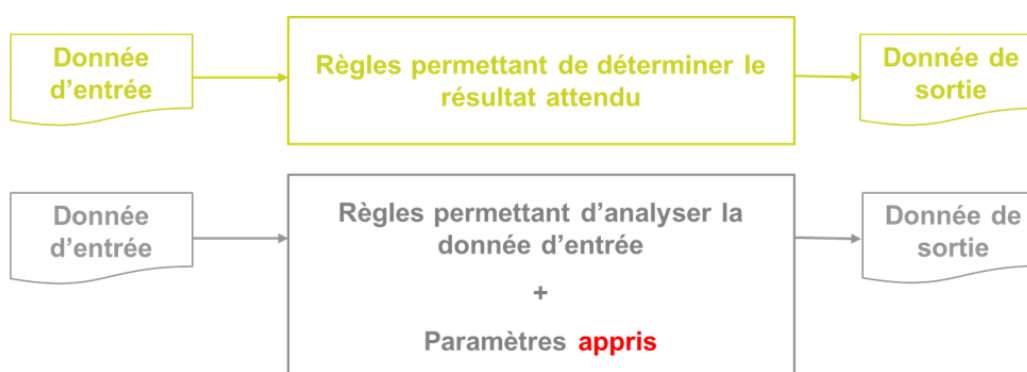 Donnée
d'entrée
Règles permettant de déterminer le
résultat attendu
Donnée de
sortie
Donnée
d'entrée
Règles permettant d'analyser la
donnée d'entrée
+
Paramètres appris
Donnée de
sortie